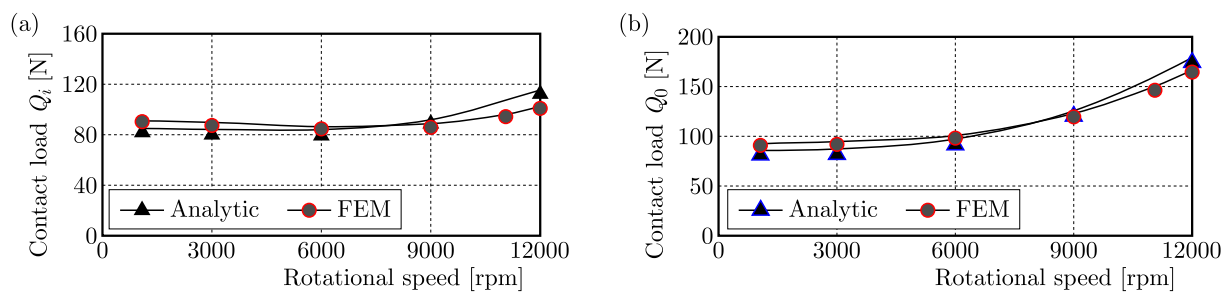 (a)
Contact load Q_i [N]
160
120
80
40
0
0 3000 6000 9000 12000
Rotational speed [rpm]
Analytic FEM
(b)
Contact load Q_0 [N]
200
150
100
50
0
0 3000 6000 9000 12000
Rotational speed [rpm]
Analytic FEM